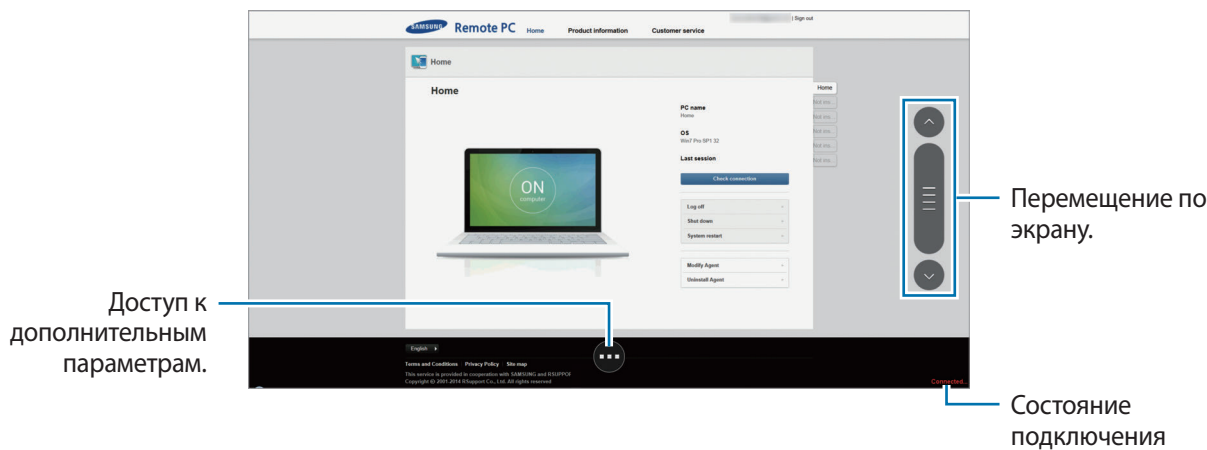 SAMSUNG Remote PC Home Product information Customer service
| Sign out
Home
Home
Home
PC name
Home
OS
Win7 Pro SP1 32
Last session
Check connection
Log off
Shut down
System restart
Modify Agent
Uninstall Agent
ON
computer
Перемещение по
экрану.
Доступ к
дополнительным
параметрам.
English
Terms and Conditions Privacy Policy Site map
This service is provided in cooperation with SAMSUNG and RSUPPOF
Copyright © 2001-2014 RSupport Co., Ltd. All rights reserved
Connected...
Состояние
подключения